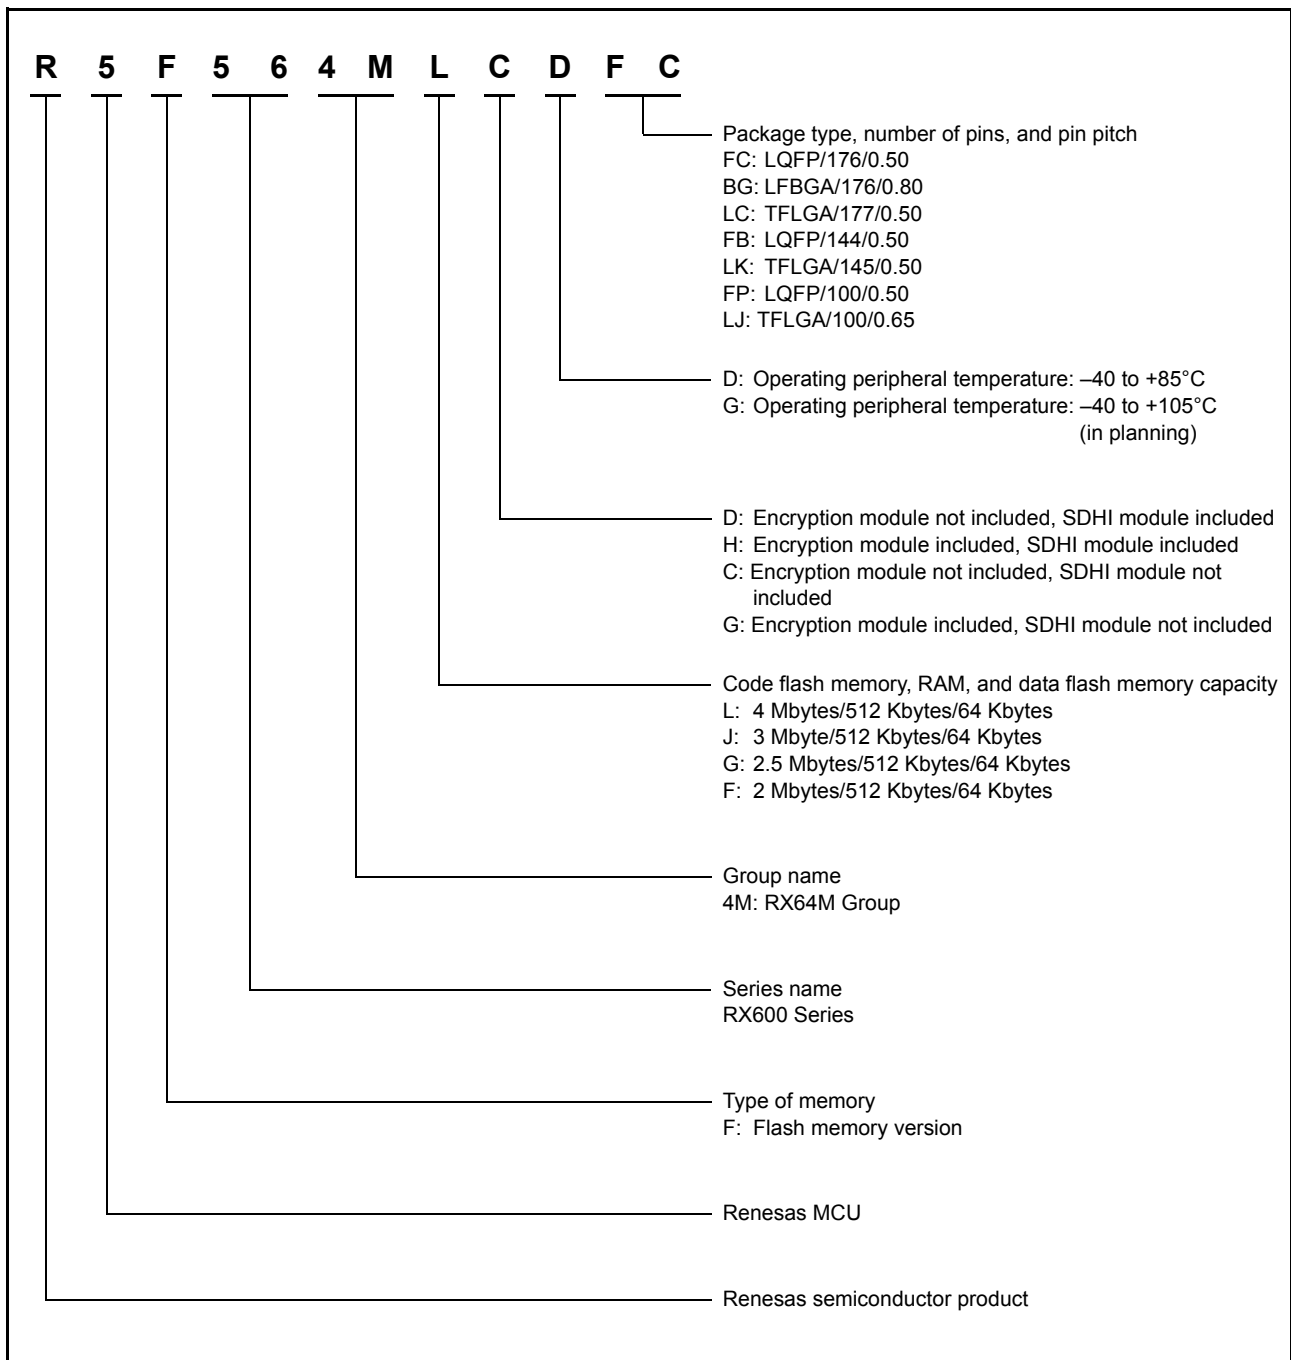 R 5 F 5 6 4 M L C D F C
Package type, number of pins, and pin pitch
FC: LQFP/176/0.50
BG: LFBGA/176/0.80
LC: TFLGA/177/0.50
FB: LQFP/144/0.50
LK: TFLGA/145/0.50
FP: LQFP/100/0.50
LJ: TFLGA/100/0.65
D: Operating peripheral temperature: –40 to +85°C
G: Operating peripheral temperature: –40 to +105°C
(in planning)
D: Encryption module not included, SDHI module included
H: Encryption module included, SDHI module included
C: Encryption module not included, SDHI module not
included
G: Encryption module included, SDHI module not included
Code flash memory, RAM, and data flash memory capacity
L: 4 Mbytes/512 Kbytes/64 Kbytes
J: 3 Mbyte/512 Kbytes/64 Kbytes
G: 2.5 Mbytes/512 Kbytes/64 Kbytes
F: 2 Mbytes/512 Kbytes/64 Kbytes
Group name
4M: RX64M Group
Series name
RX600 Series
Type of memory
F: Flash memory version
Renesas MCU
Renesas semiconductor product